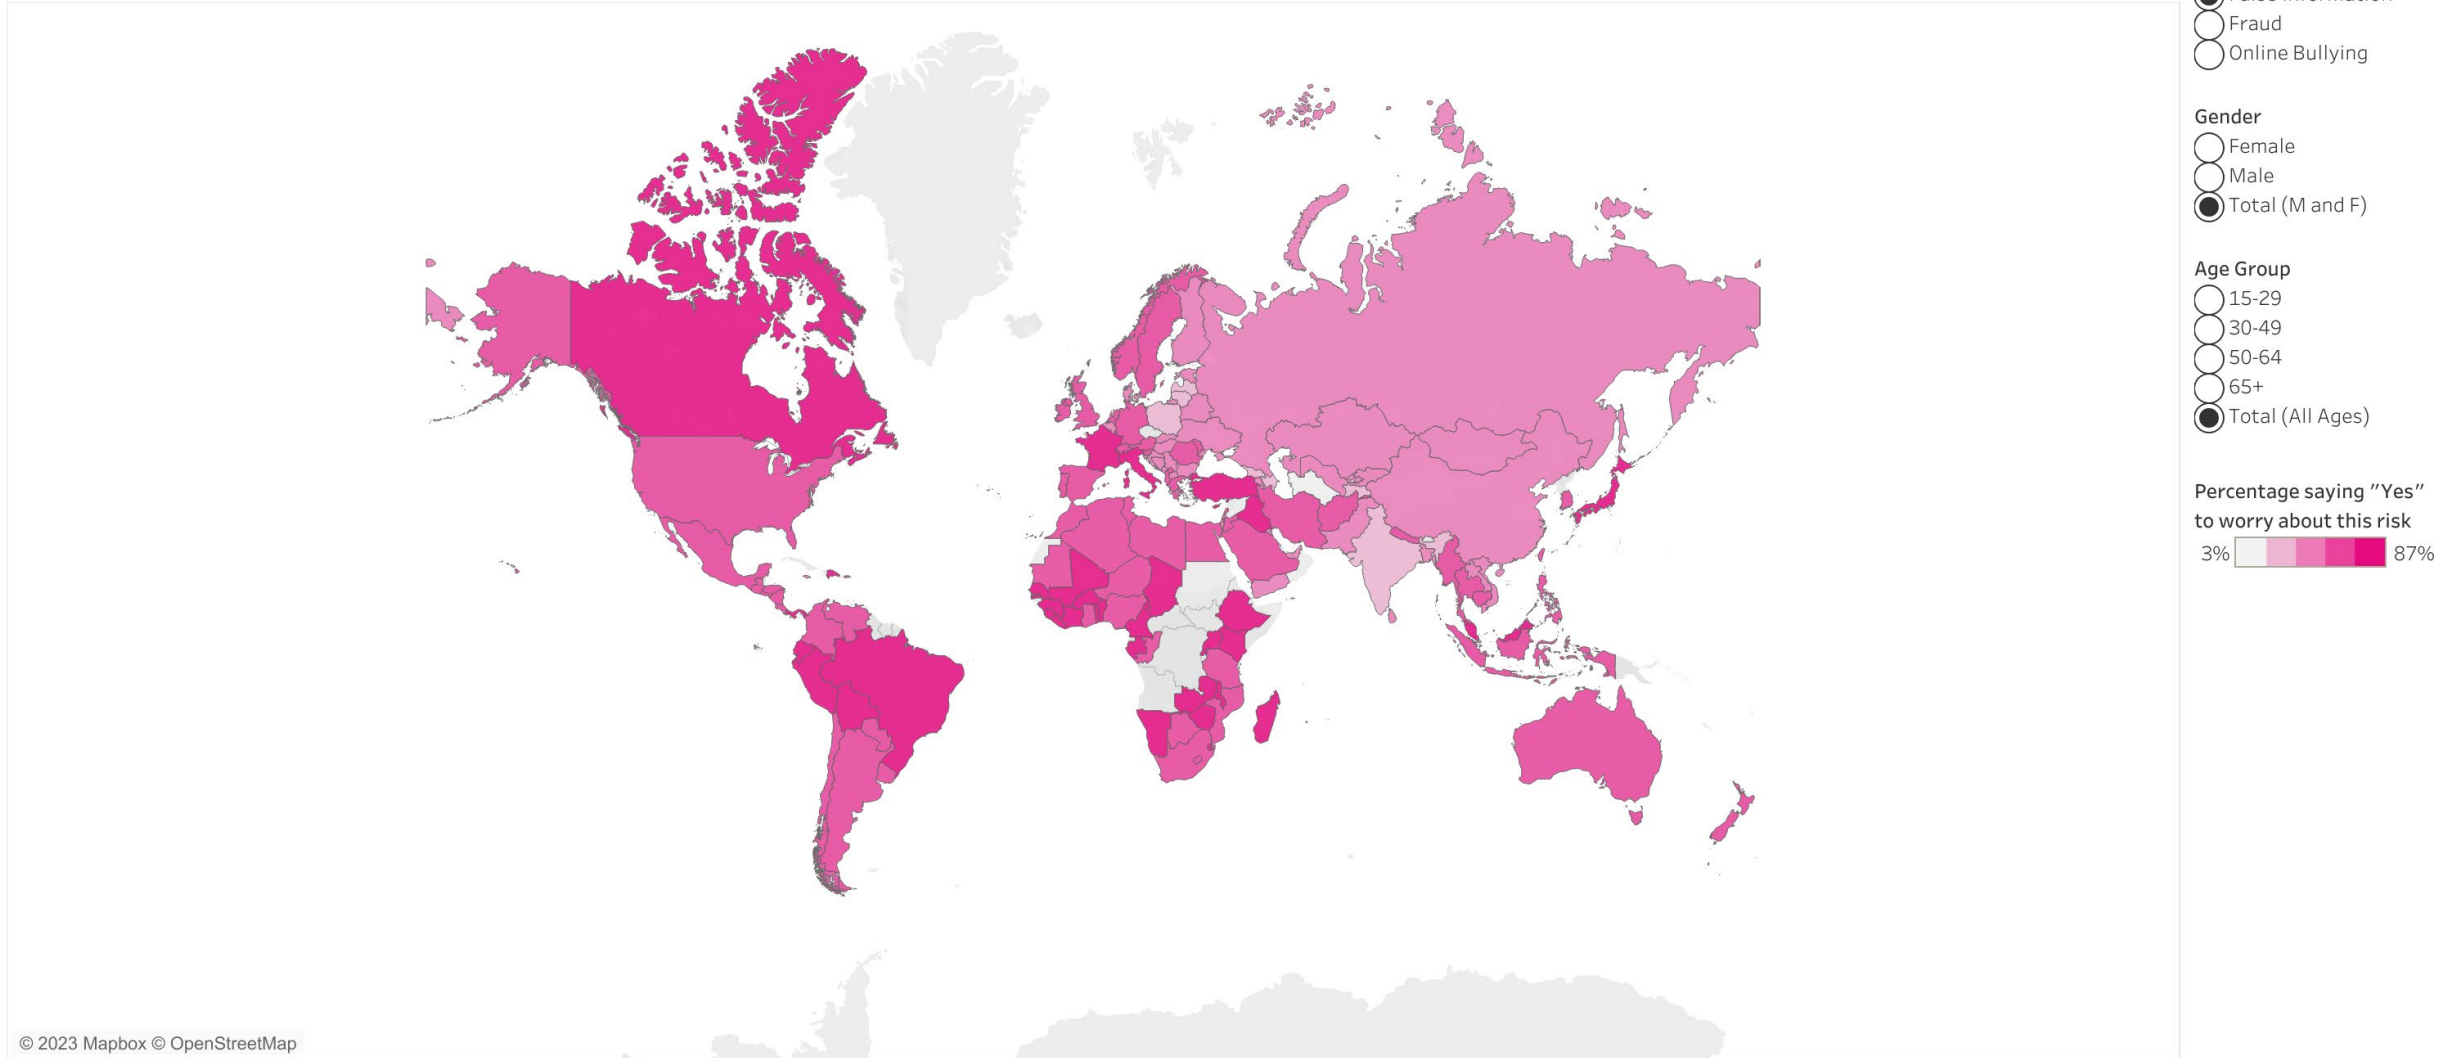 Fraud
Online Bullying
Gender
Female
Male
Total (M and F)
Age Group
15-29
30-49
50-64
65+
Total (All Ages)
Percentage saying "Yes"
to worry about this risk
3% 87%
© 2023 Mapbox © OpenStreetMap